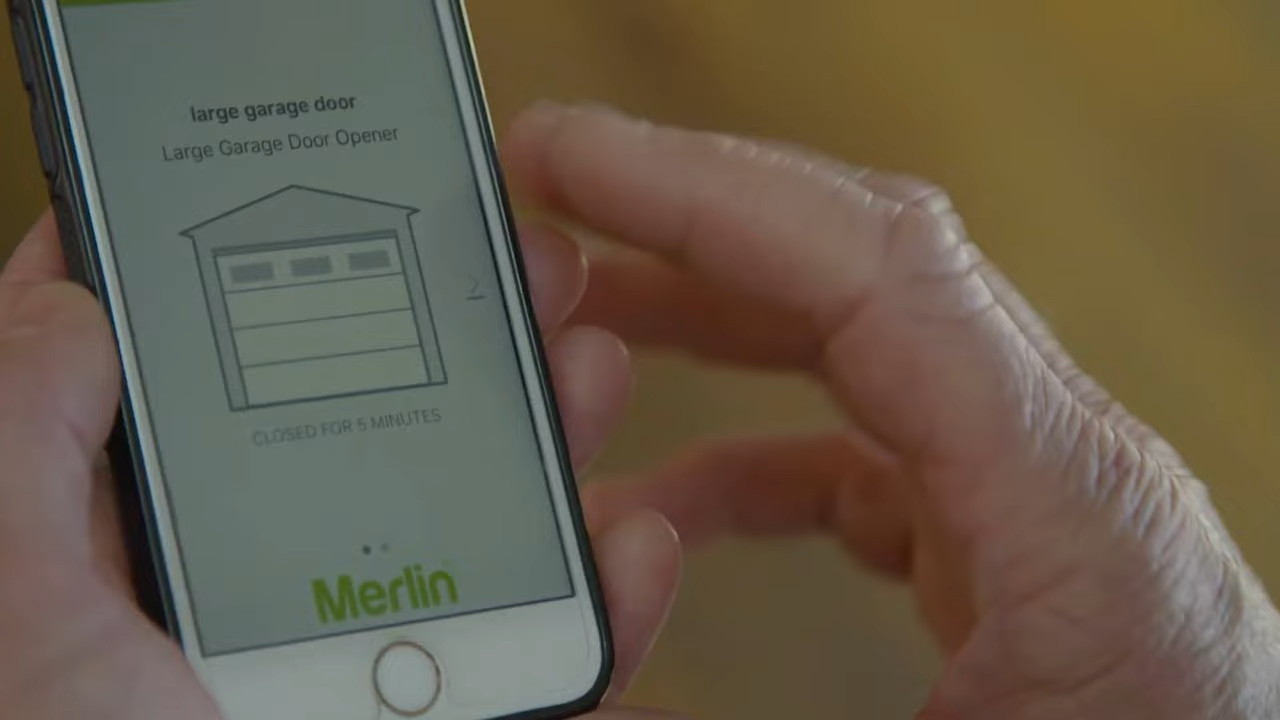 large garage door
Large Garage Door Opener
CLOSED FOR 5 MINUTES
Merlin